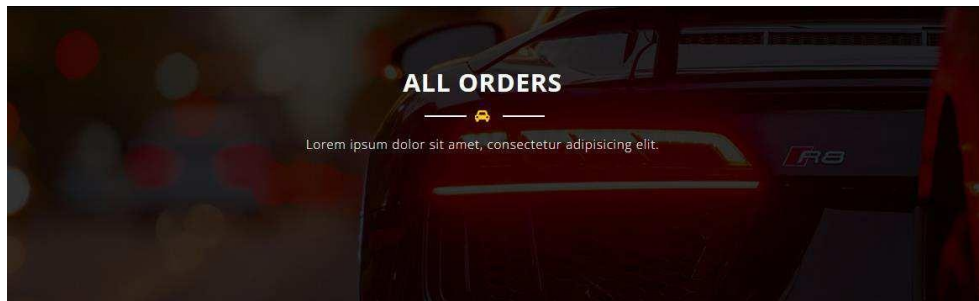 ALL ORDERS
Lorem ipsum dolor sit amet, consectetur adipisicing elit.
R8